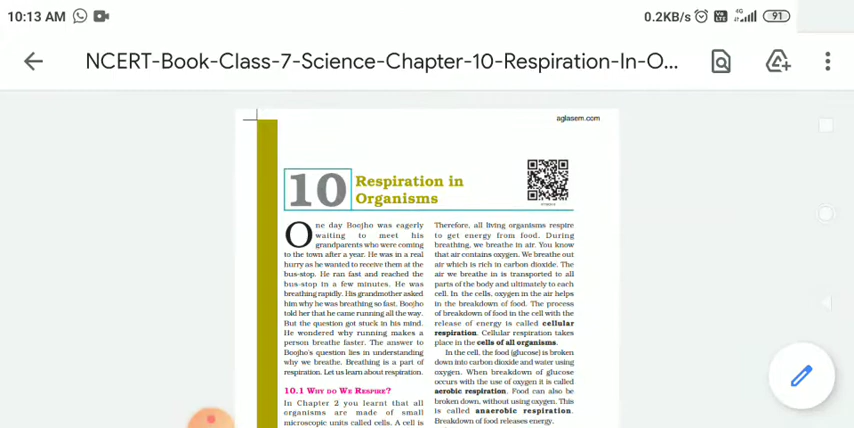 10:13 AM
0.2KB/s 4G 91
NCERT-Book-Class-7-Science-Chapter-10-Respiration-In-O...
aglasem.com
10 Respiration in
Organisms
One day Boojho was eagerly
waiting to meet his
grandparents who were coming
to the town after a year. He was in a real
hurry as he wanted to receive them at the
bus-stop. He ran fast and reached the
bus-stop in a few minutes. He was
breathing rapidly. His grandmother asked
him why he was breathing so fast. Boojho
told her that he came running all the way.
But the question got stuck in his mind.
He wondered why running makes a
person breathe faster. The answer to
Boojho's question lies in understanding
why we breathe. Breathing is a part of
respiration. Let us learn about respiration.
10.1 WHY DO WE RESPIRE?
In Chapter 2 you learnt that all
organisms are made of small
microscopic units called cells. A cell is
Therefore, all living organisms respire
to get energy from food. During
breathing, we breathe in air. You know
that air contains oxygen. We breathe out
air which is rich in carbon dioxide. The
air we breathe in is transported to all
parts of the body and ultimately to each
cell. In the cells, oxygen in the air helps
in the breakdown of food. The process
of breakdown of food in the cell with the
release of energy is called cellular
respiration. Cellular respiration takes
place in the cells of all organisms.
In the cell, the food (glucose) is broken
down into carbon dioxide and water using
oxygen. When breakdown of glucose
occurs with the use of oxygen it is called
aerobic respiration. Food can also be
broken down, without using oxygen. This
is called anaerobic respiration.
Breakdown of food releases energy.